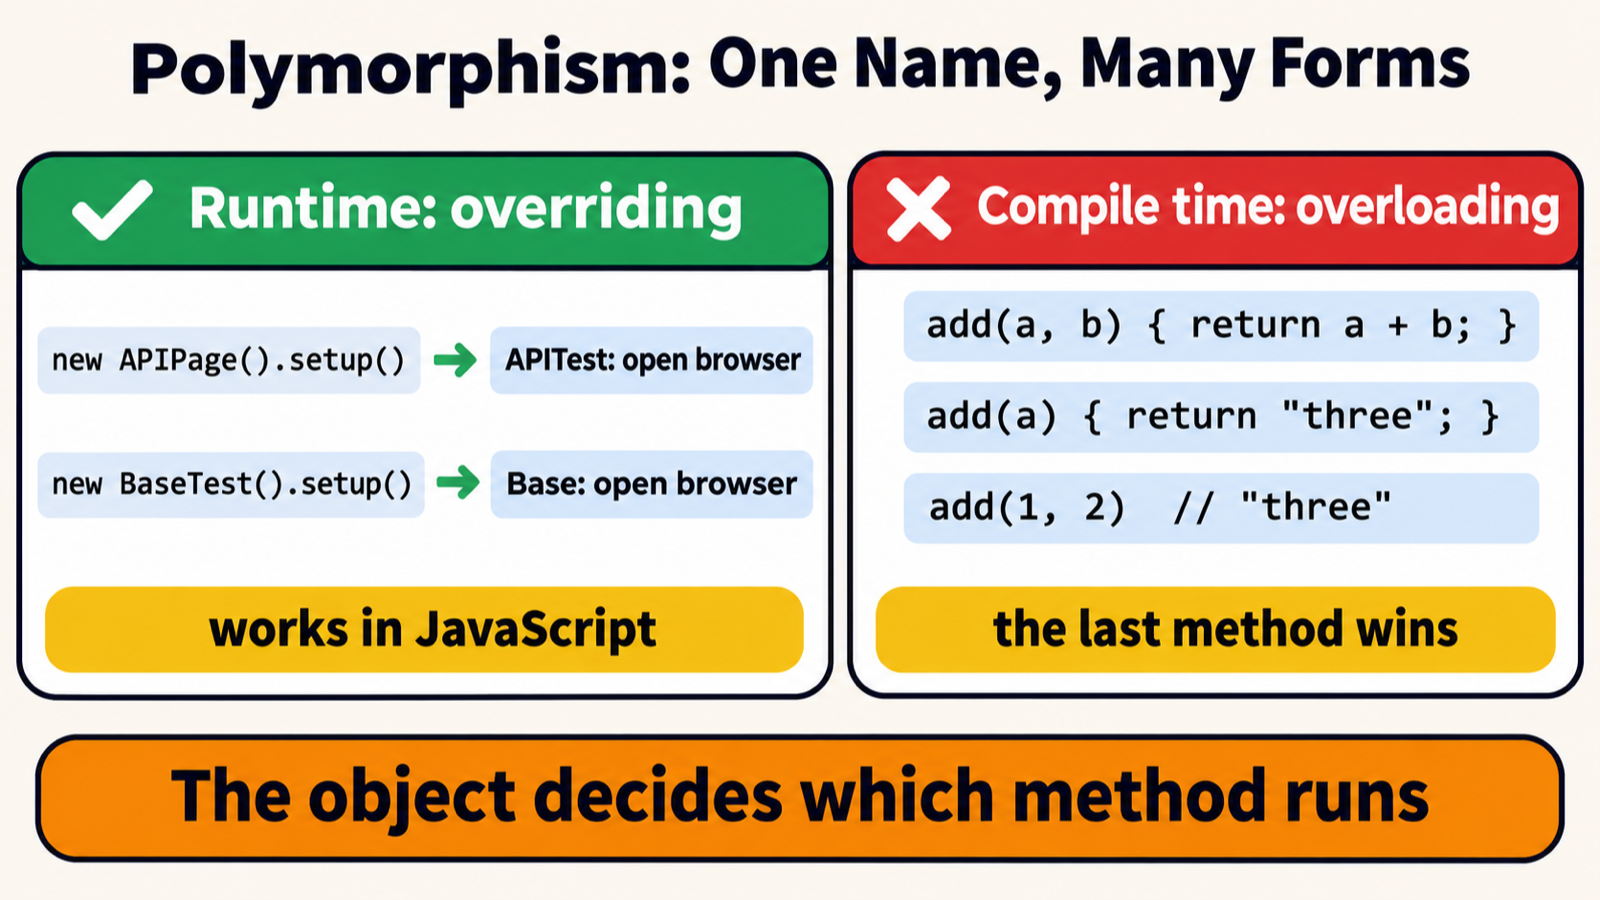 Polymorphism: One Name, Many Forms
Runtime: overriding
new APIPage().setup()
APITest: open browser
new BaseTest().setup()
Base: open browser
works in JavaScript
Compile time: overloading
add(a, b) { return a + b; }
add(a) { return "three"; }
add(1, 2)  // "three"
the last method wins
The object decides which method runs